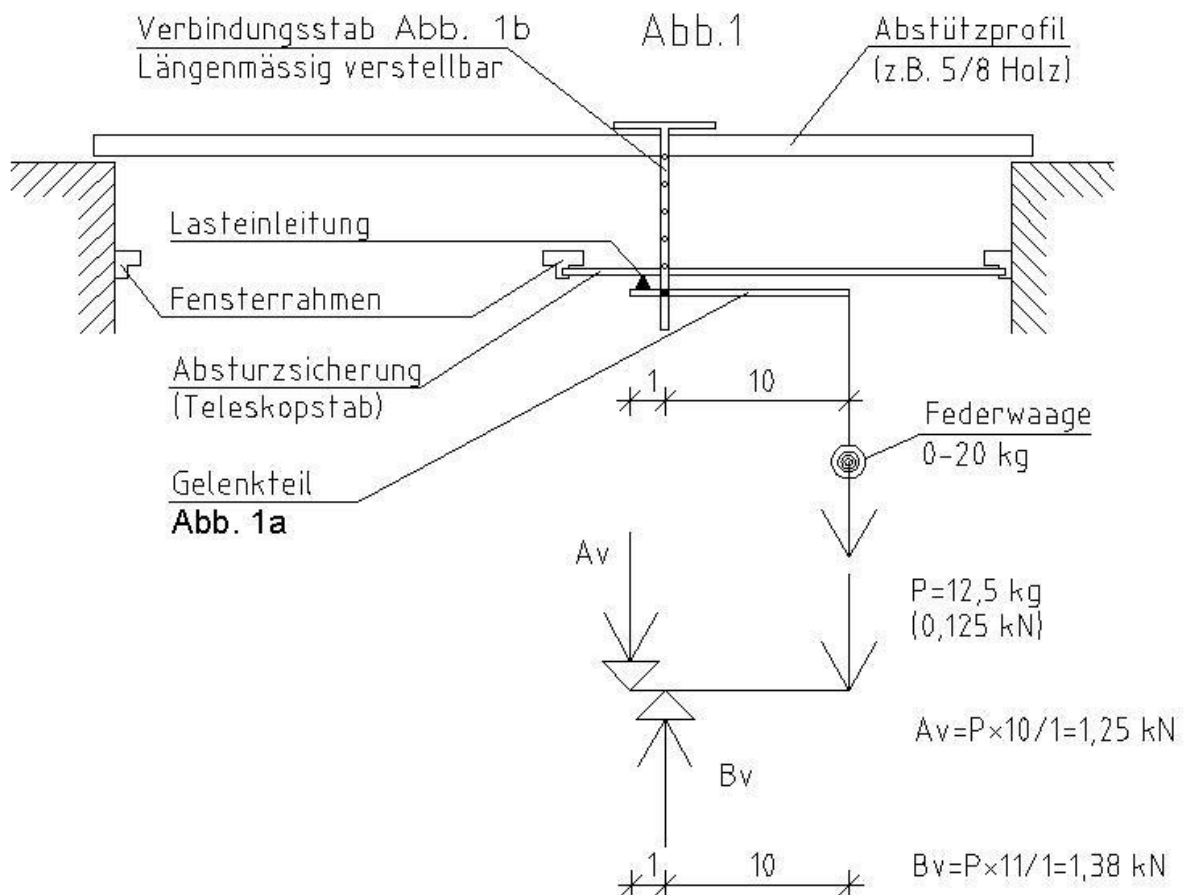 Verbindungsstab Abb. 1b
Längenmässig verstellbar
Abb.1
Abstützprofil
(z.B. 5/8 Holz)
Lasteinleitung
Fensterrahmen
Absturzsicherung
(Teleskopstab)
1
10
Federwaage
0-20 kg
Gelenkteil
Abb. 1a
Av
P=12,5 kg
(0,125 kN)
Av=P×10/1=1,25 kN
Bv
1
10
Bv=P×11/1=1,38 kN